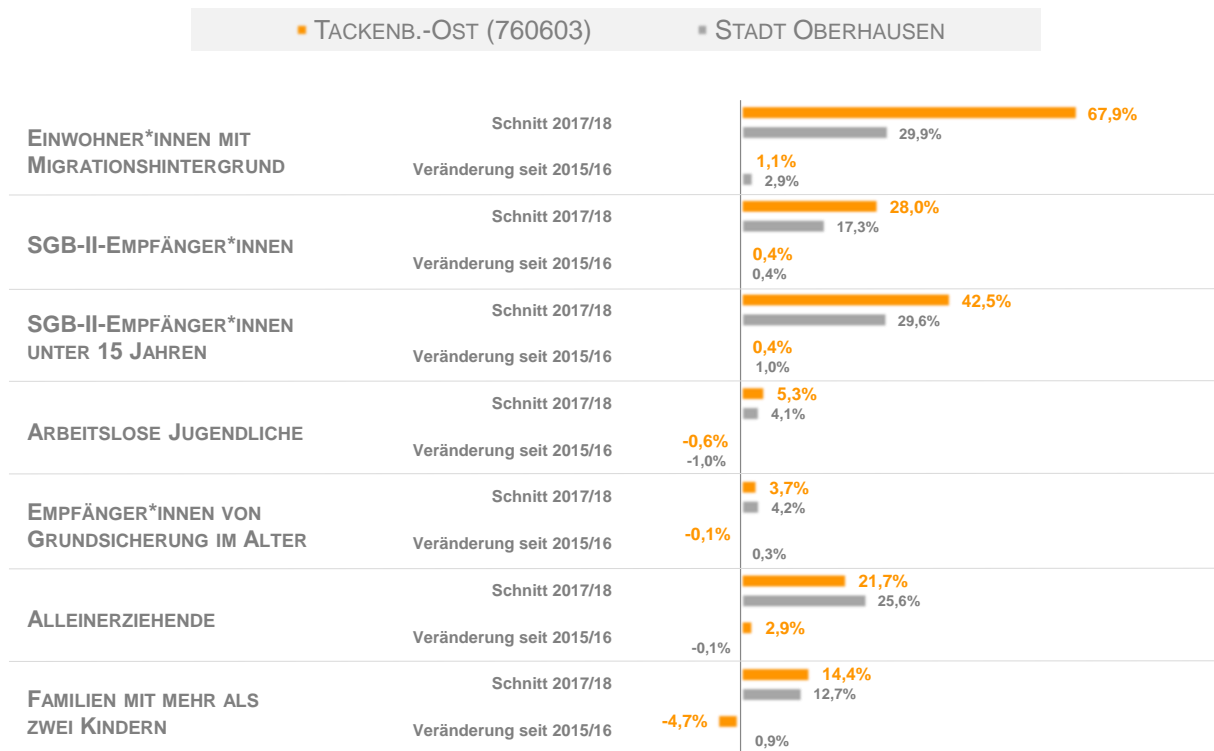 TACKENB.-OST (760603) STADT OBERHAUSEN
Schnitt 2017/18 67,9%
29,9%
EINWOHNER*INNEN MIT
MIGRATIONSHINTERGRUND
Veränderung seit 2015/16 1,1%
2,9%
Schnitt 2017/18 28,0%
17,3%
SGB-II-EMPFÄNGER*INNEN
Veränderung seit 2015/16 0,4%
0,4%
Schnitt 2017/18 42,5%
29,6%
SGB-II-EMPFÄNGER*INNEN
UNTER 15 JAHREN
Veränderung seit 2015/16 0,4%
1,0%
Schnitt 2017/18 5,3%
4,1%
ARBEITSLOSE JUGENDLICHE
Veränderung seit 2015/16 -0,6%
-1,0%
Schnitt 2017/18 3,7%
4,2%
EMPFÄNGER*INNEN VON
GRUNDSICHERUNG IM ALTER
Veränderung seit 2015/16 -0,1%
0,3%
Schnitt 2017/18 21,7%
25,6%
ALLEINERZIEHENDE
Veränderung seit 2015/16 2,9%
-0,1%
Schnitt 2017/18 14,4%
12,7%
FAMILIEN MIT MEHR ALS
ZWEI KINDERN
Veränderung seit 2015/16 -4,7%
0,9%